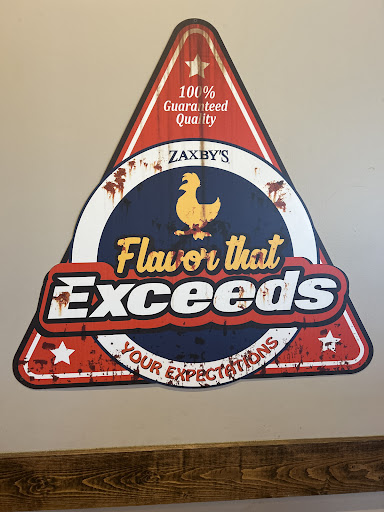 100%
Guaranteed
Quality
ZAXBY'S
Flavor that
Exceeds
YOUR EXPECTATIONS